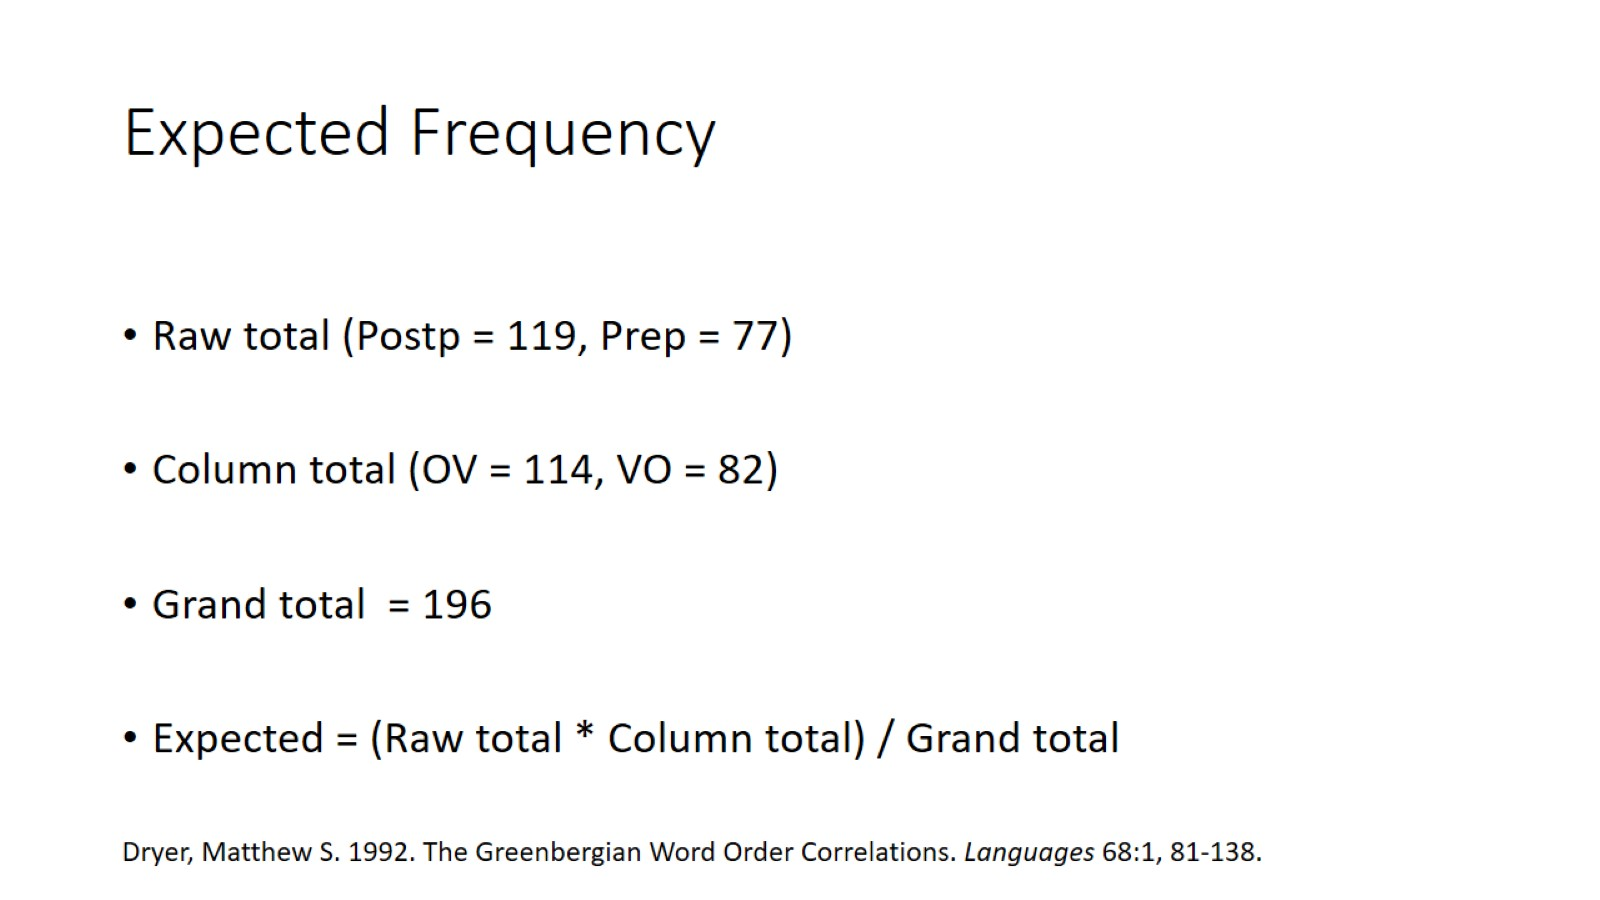 Expected Frequency
• Raw total (Postp = 119, Prep = 77)
• Column total (OV = 114, VO = 82)
• Grand total  = 196
• Expected = (Raw total * Column total) / Grand total
Dryer, Matthew S. 1992. The Greenbergian Word Order Correlations. Languages 68:1, 81-138.